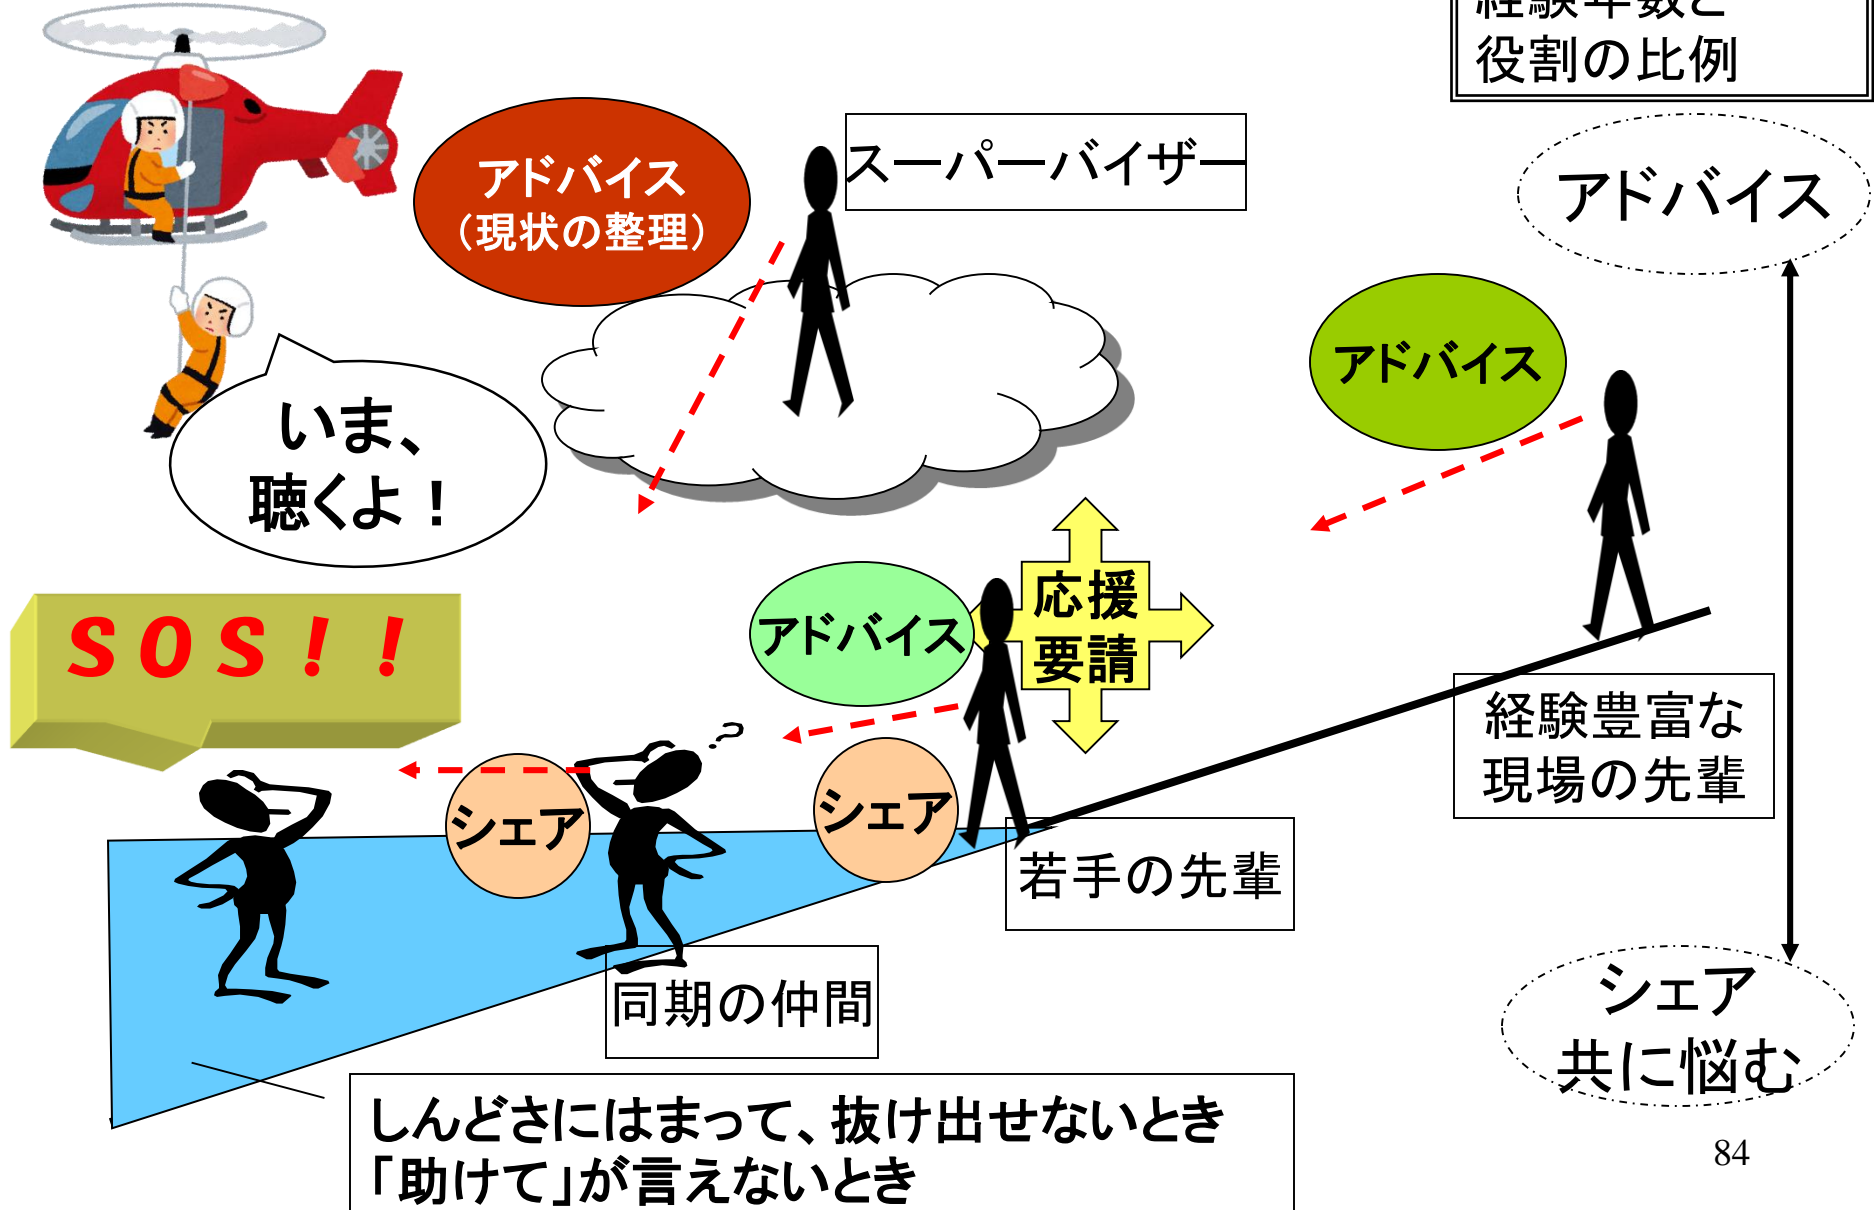 経験年数と
役割の比例
アドバイス
（現状の整理）
スーパーバイザー
アドバイス
アドバイス
いま、
聴くよ！
応援
要請
アドバイス
ＳＯＳ！！
シェア
シェア
経験豊富な
現場の先輩
若手の先輩
同期の仲間
シェア
共に悩む
しんどさにはまって、抜け出せないとき
「助けて」が言えないとき
84